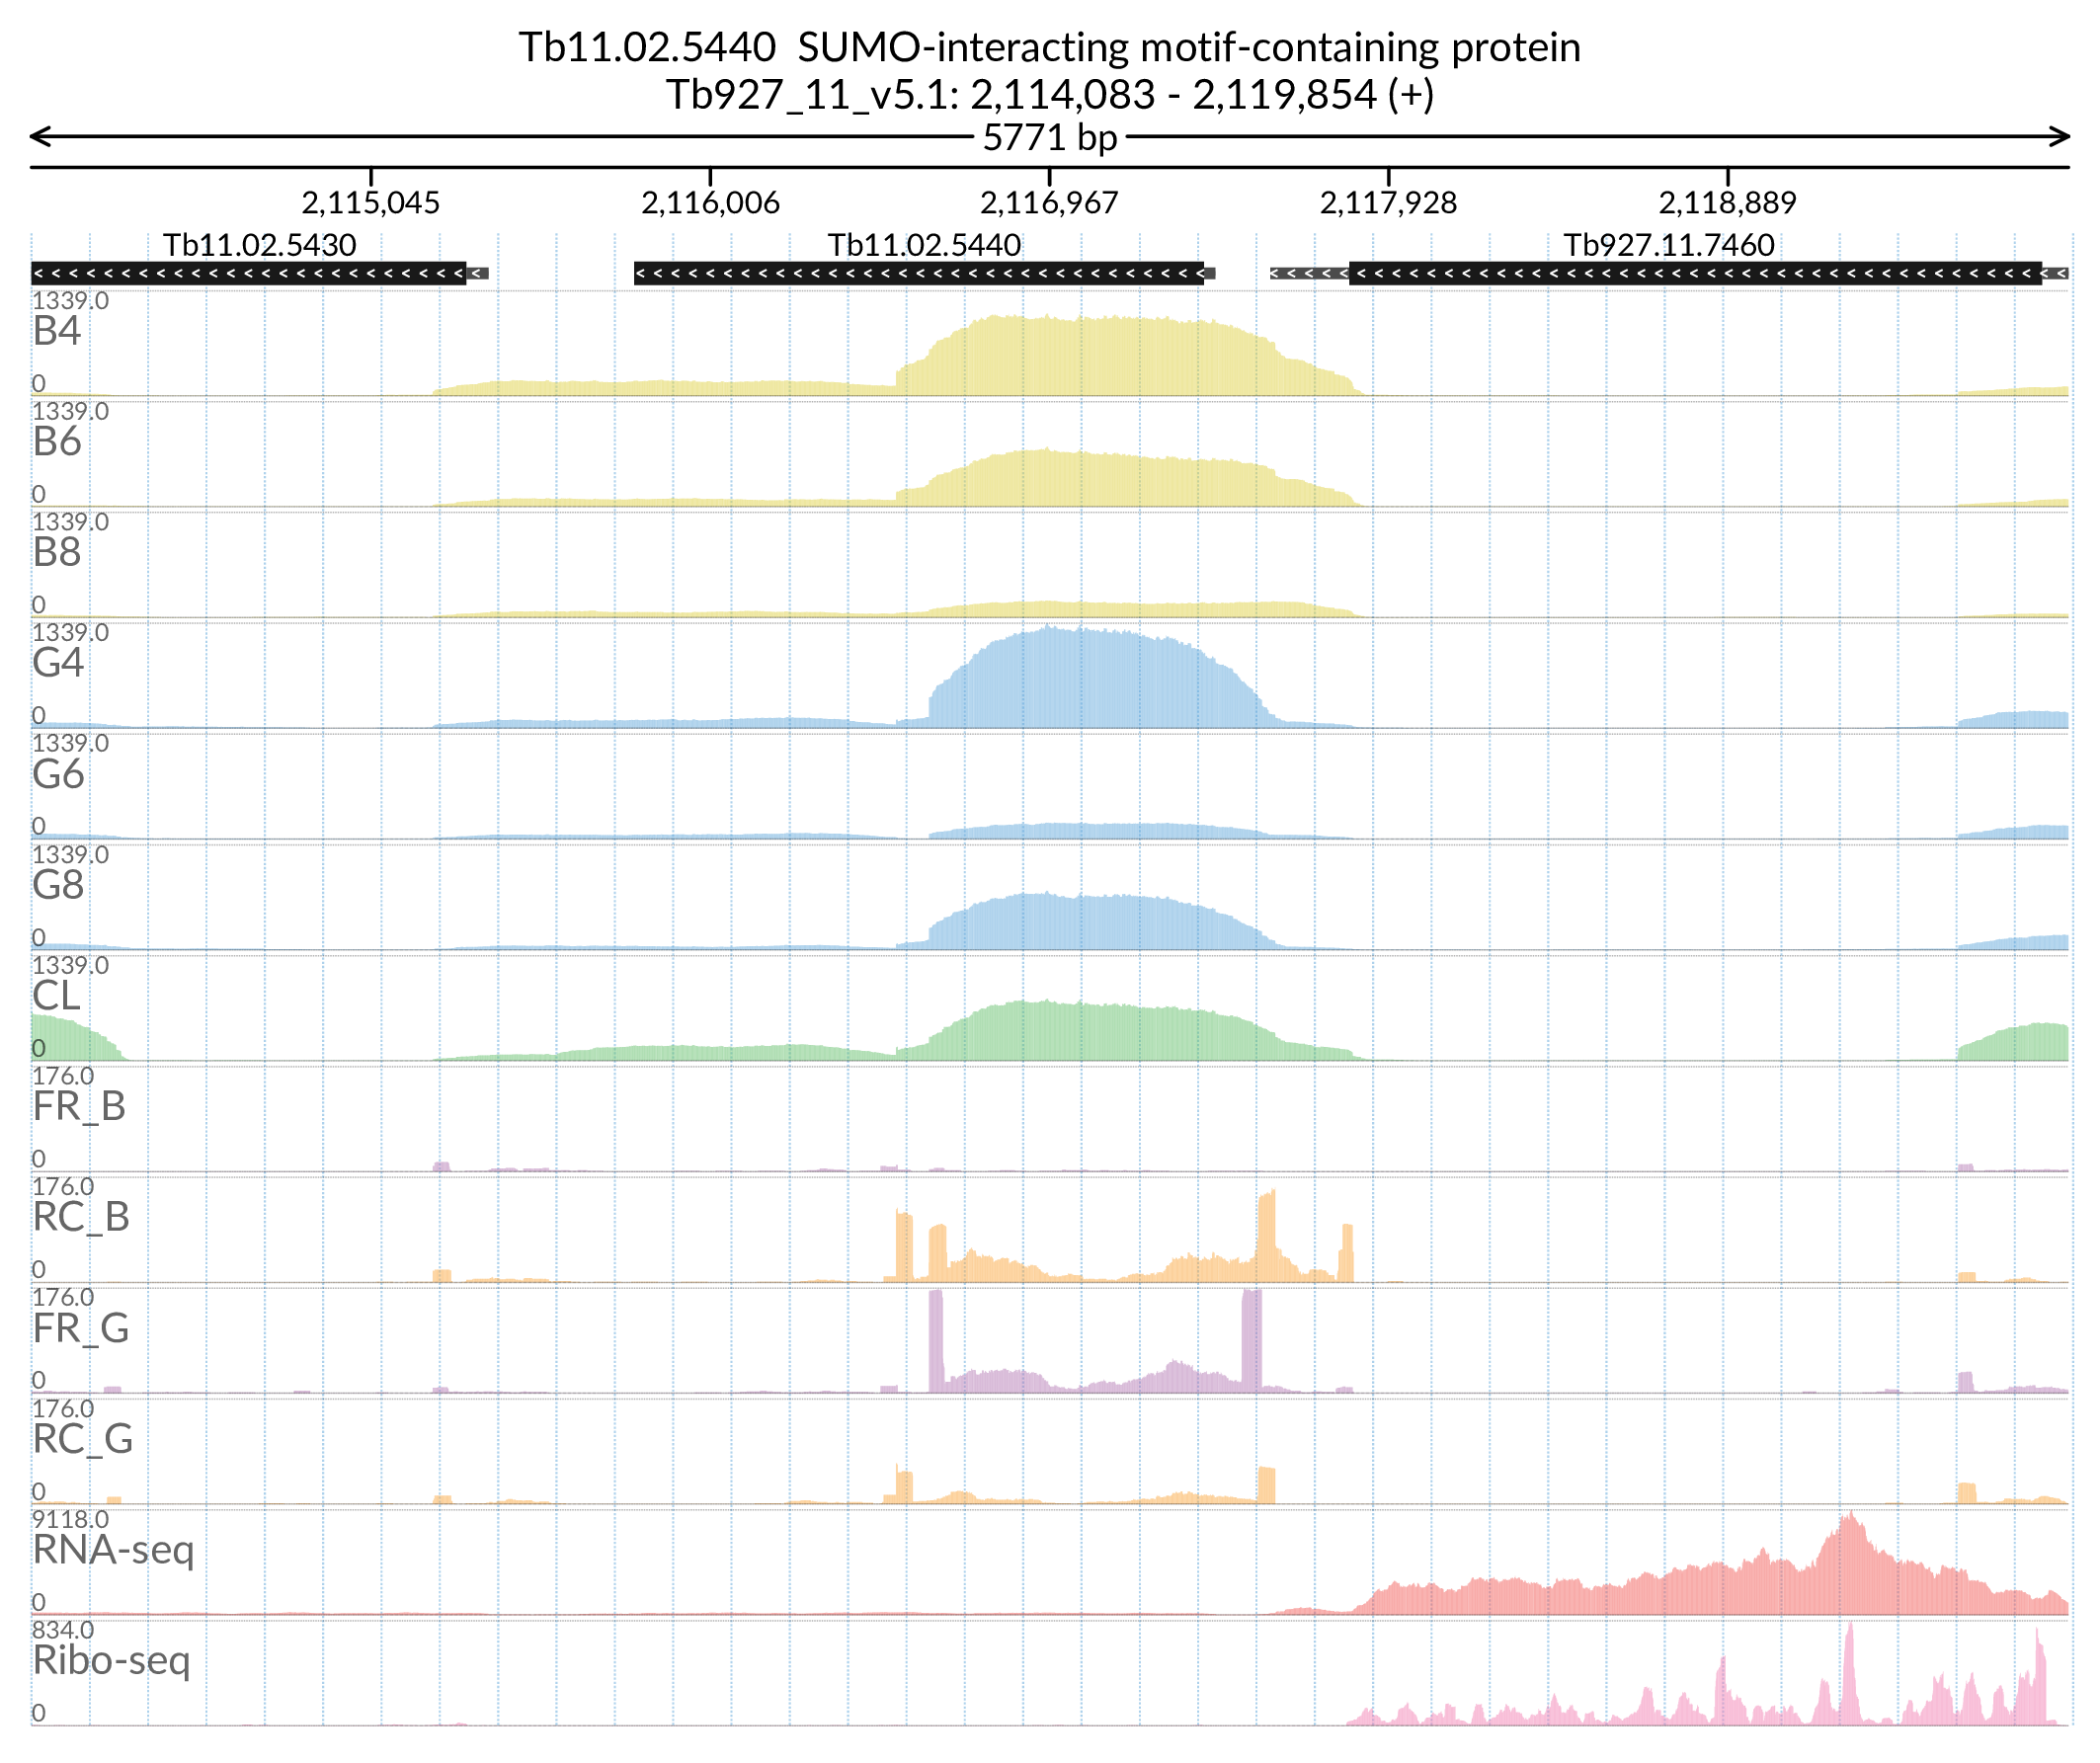 Tb11.02.5440 SUMO-interacting motif-containing protein
Tb927_11_v5.1: 2,114,083 - 2,119,854 (+)
5771 bp
2,115,045 2,116,006 2,116,967 2,117,928 2,118,889
Tb11.02.5430 Tb11.02.5440 Tb927.11.7460
1339.0
B4
0
1339.0
B6
0
1339.0
B8
0
1339.0
G4
0
1339.0
G6
0
1339.0
G8
0
1339.0
CL
0
176.0
FR_B
0
176.0
RC_B
0
176.0
FR_G
0
176.0
RC_G
0
9118.0
RNA-seq
0
834.0
Ribo-seq
0